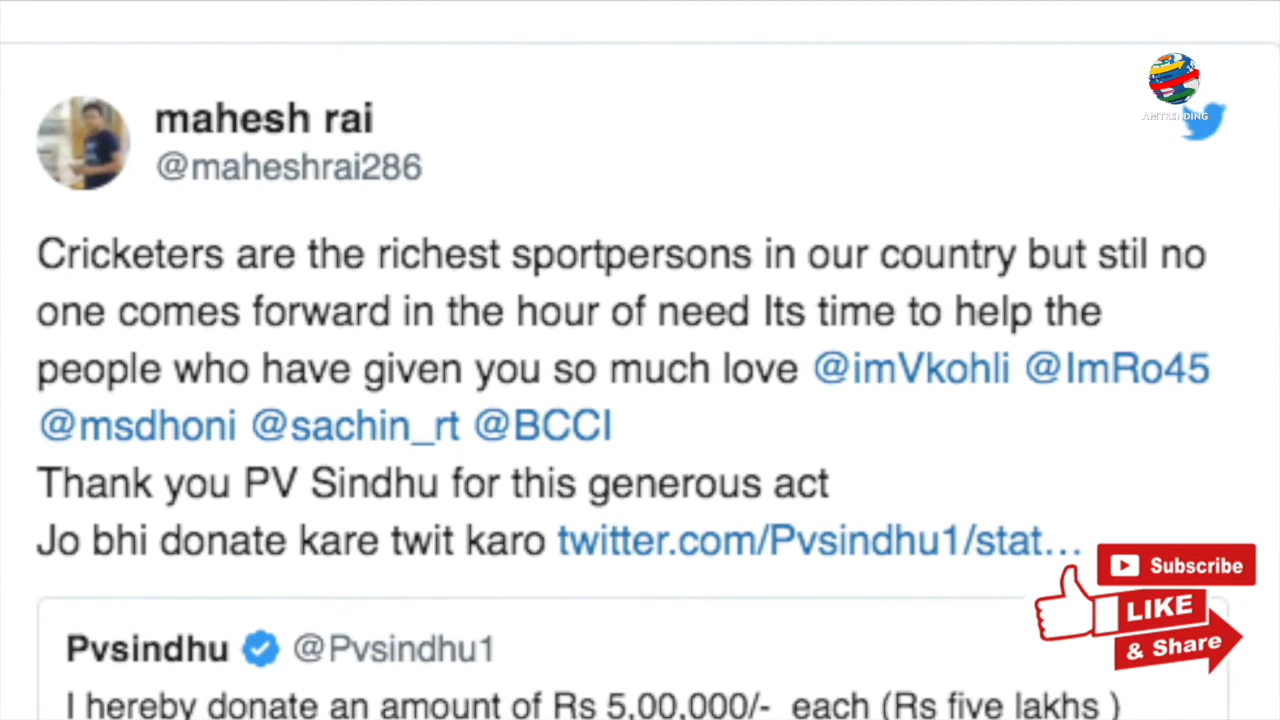 AMTRENDING
mahesh rai
@maheshrai286
Cricketers are the richest sportpersons in our country but stil no
one comes forward in the hour of need Its time to help the
people who have given you so much love @imVkohli @ImRo45
@msdhoni @sachin_rt @BCCI
Thank you PV Sindhu for this generous act
Jo bhi donate kare twit karo twitter.com/Pvsindhu1/stat...
Subscribe
LIKE
& Share
Pvsindhu @Pvsindhu1
I hereby donate an amount of Rs 5,00,000/- each (Rs five lakhs )